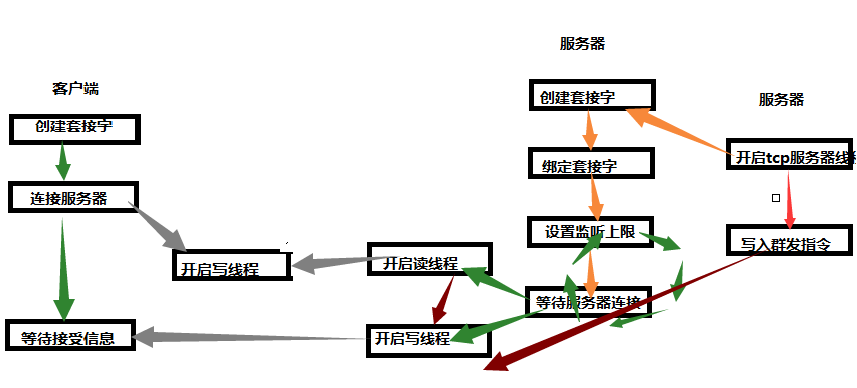 服务器
客户端
服务器
创建套接字
创建套接字
开启tcp服务器线程
绑定套接字
连接服务器
设置监听上限
写入群发指令
开启写线程
开启读线程
等待服务器连接
等待接受信息
开启写线程